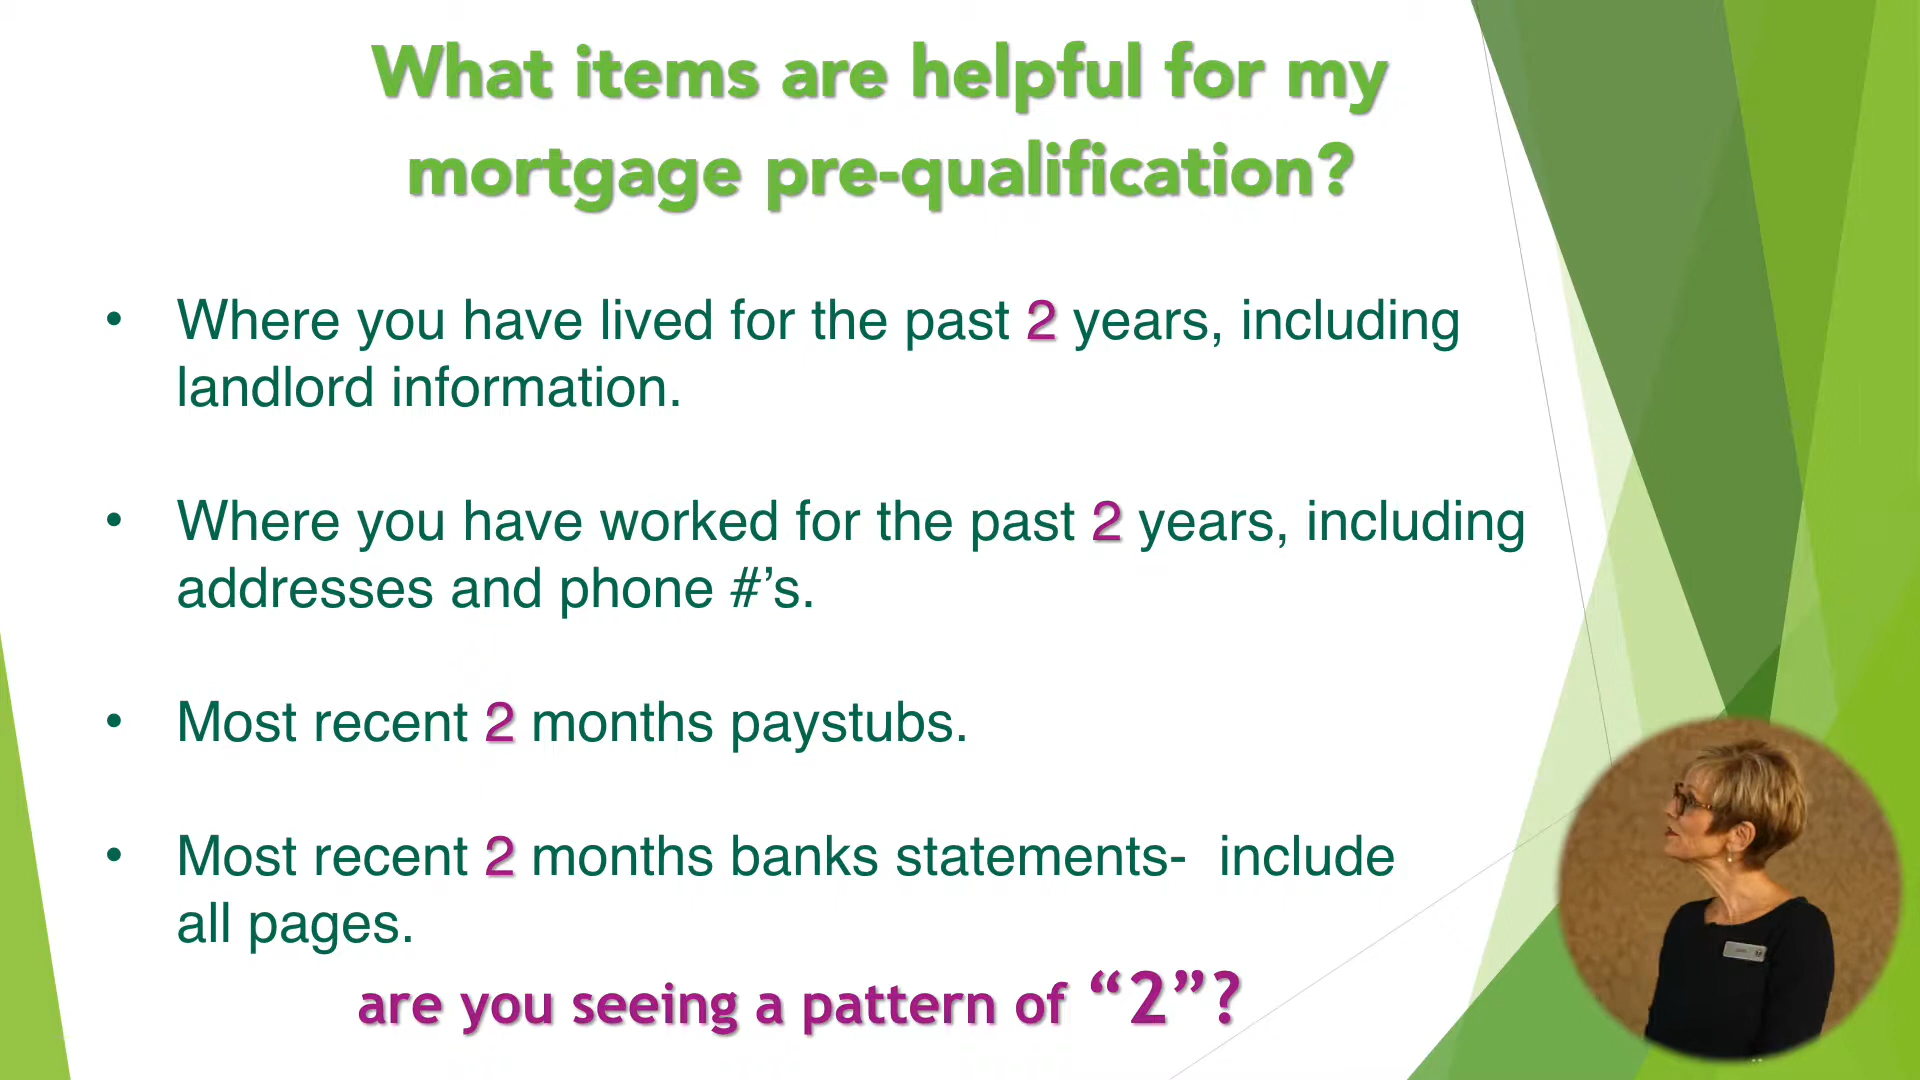 What items are helpful for my
mortgage pre-qualification?
• Where you have lived for the past 2 years, including
landlord information.
• Where you have worked for the past 2 years, including
addresses and phone #’s.
• Most recent 2 months paystubs.
• Most recent 2 months banks statements-  include
all pages.
are you seeing a pattern of “2”?